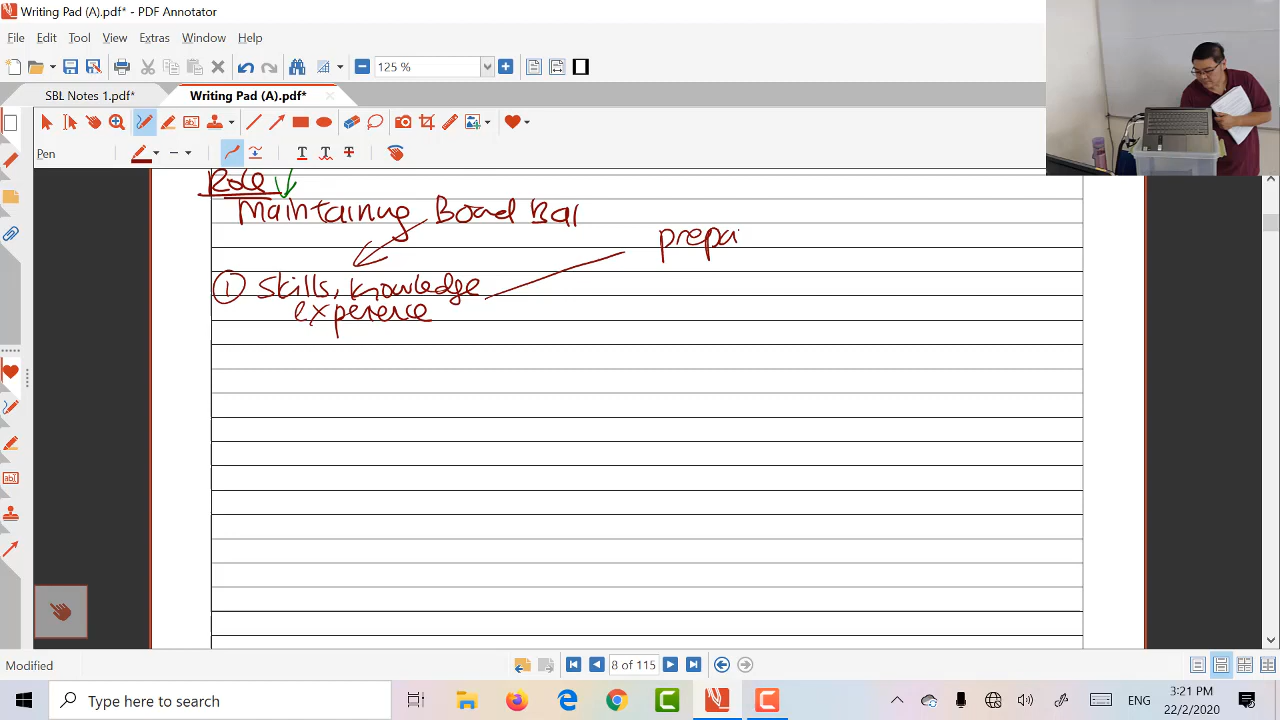 Writing Pad (A).pdf* - PDF Annotator
File Edit Tool View Extras Window Help
125 %
SBL Notes 1.pdf* Writing Pad (A).pdf*
Pen
Role
Maintaining Board Bal
prepa
① Skills, knowledge
experence
8 of 115
Modified
Type here to search
ENG
3:21 PM
22/2/2020